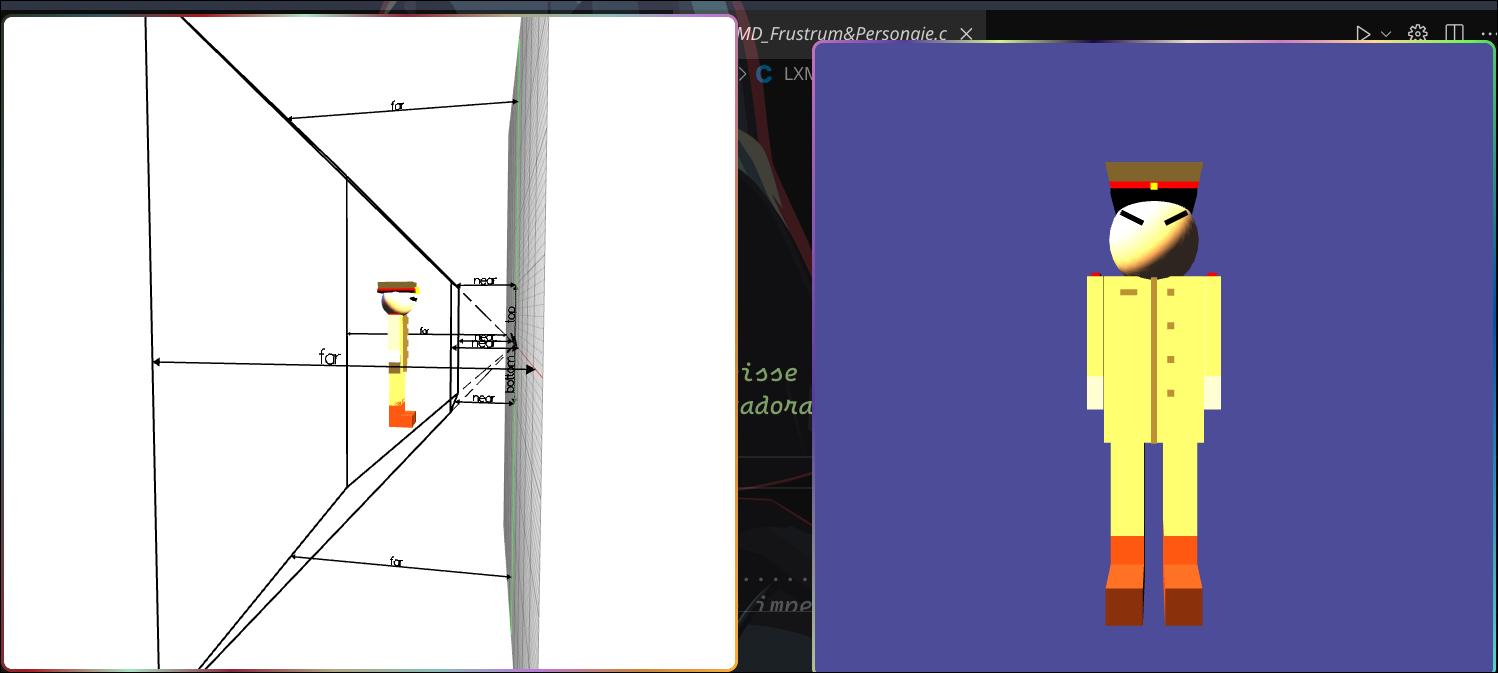 far
near
top
far
near
near
far
bottom
near
far
MD_Frustrum&Personaje.c
LXM
isse
adora
impe